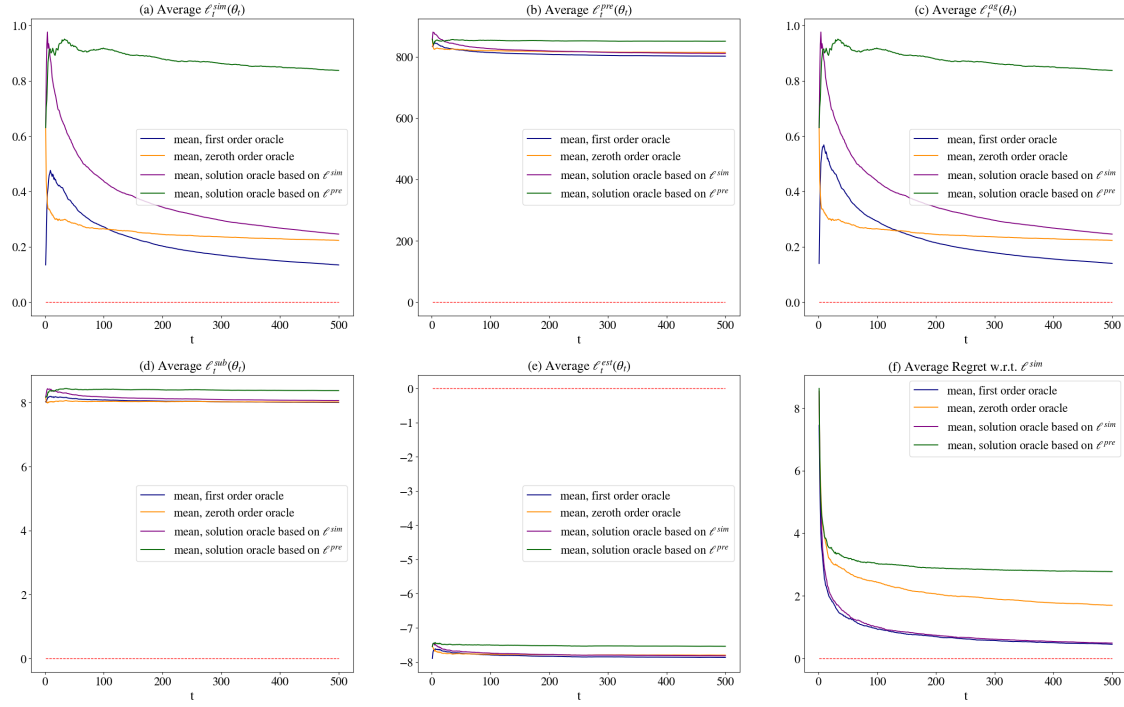 (a) Average ℓ_t^{sim}(θ_t)
1.0
0.8
0.6
0.4
0.2
0.0
mean, first order oracle
mean, zeroth order oracle
mean, solution oracle based on ℓ^{sim}
mean, solution oracle based on ℓ^{pre}
0 100 200 300 400 500
t
(b) Average ℓ_t^{pre}(θ_t)
800
600
400
200
0
mean, first order oracle
mean, zeroth order oracle
mean, solution oracle based on ℓ^{sim}
mean, solution oracle based on ℓ^{pre}
0 100 200 300 400 500
t
(c) Average ℓ_t^{ag}(θ_t)
1.0
0.8
0.6
0.4
0.2
0.0
mean, first order oracle
mean, zeroth order oracle
mean, solution oracle based on ℓ^{sim}
mean, solution oracle based on ℓ^{pre}
0 100 200 300 400 500
t
(d) Average ℓ_t^{sub}(θ_t)
8
6
4
2
0
mean, first order oracle
mean, zeroth order oracle
mean, solution oracle based on ℓ^{sim}
mean, solution oracle based on ℓ^{pre}
0 100 200 300 400 500
t
(e) Average ℓ_t^{est}(θ_t)
0
−1
−2
−3
−4
−5
−6
−7
−8
mean, first order oracle
mean, zeroth order oracle
mean, solution oracle based on ℓ^{sim}
mean, solution oracle based on ℓ^{pre}
0 100 200 300 400 500
t
(f) Average Regret w.r.t. ℓ^{sim}
8
6
4
2
0
mean, first order oracle
mean, zeroth order oracle
mean, solution oracle based on ℓ^{sim}
mean, solution oracle based on ℓ^{pre}
0 100 200 300 400 500
t